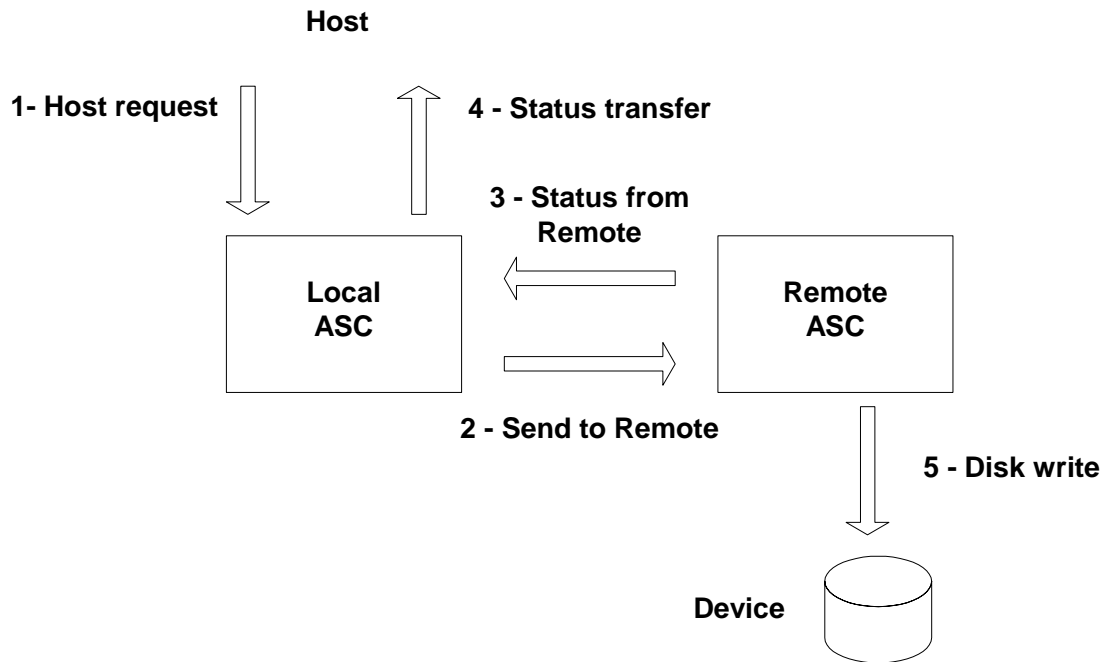 Host
1- Host request
4 - Status transfer
3 - Status from
Remote
Local
ASC
Remote
ASC
2 - Send to Remote
5 - Disk write
Device